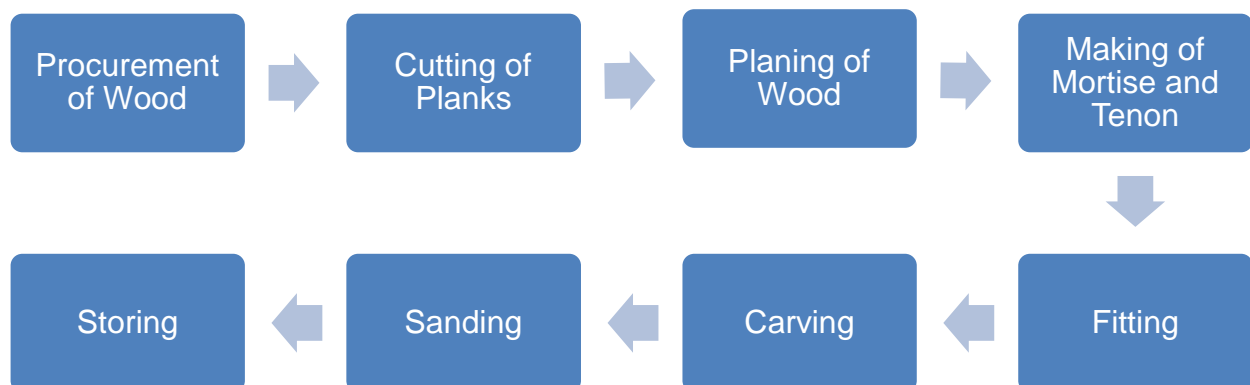 Procurement
of Wood
Cutting of
Planks
Planing of
Wood
Making of
Mortise and
Tenon
Fitting
Carving
Sanding
Storing